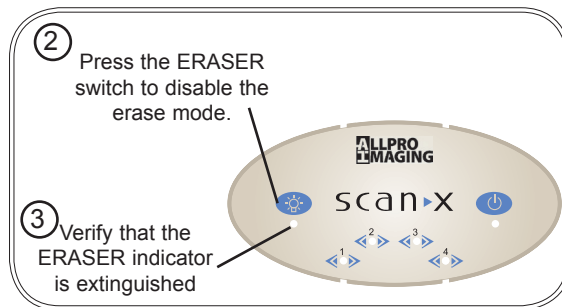 2
Press the ERASER
switch to disable the
erase mode.
ALLPRO
IMAGING
scan x
3
Verify that the
ERASER indicator
is extinguished
1
2
3
4